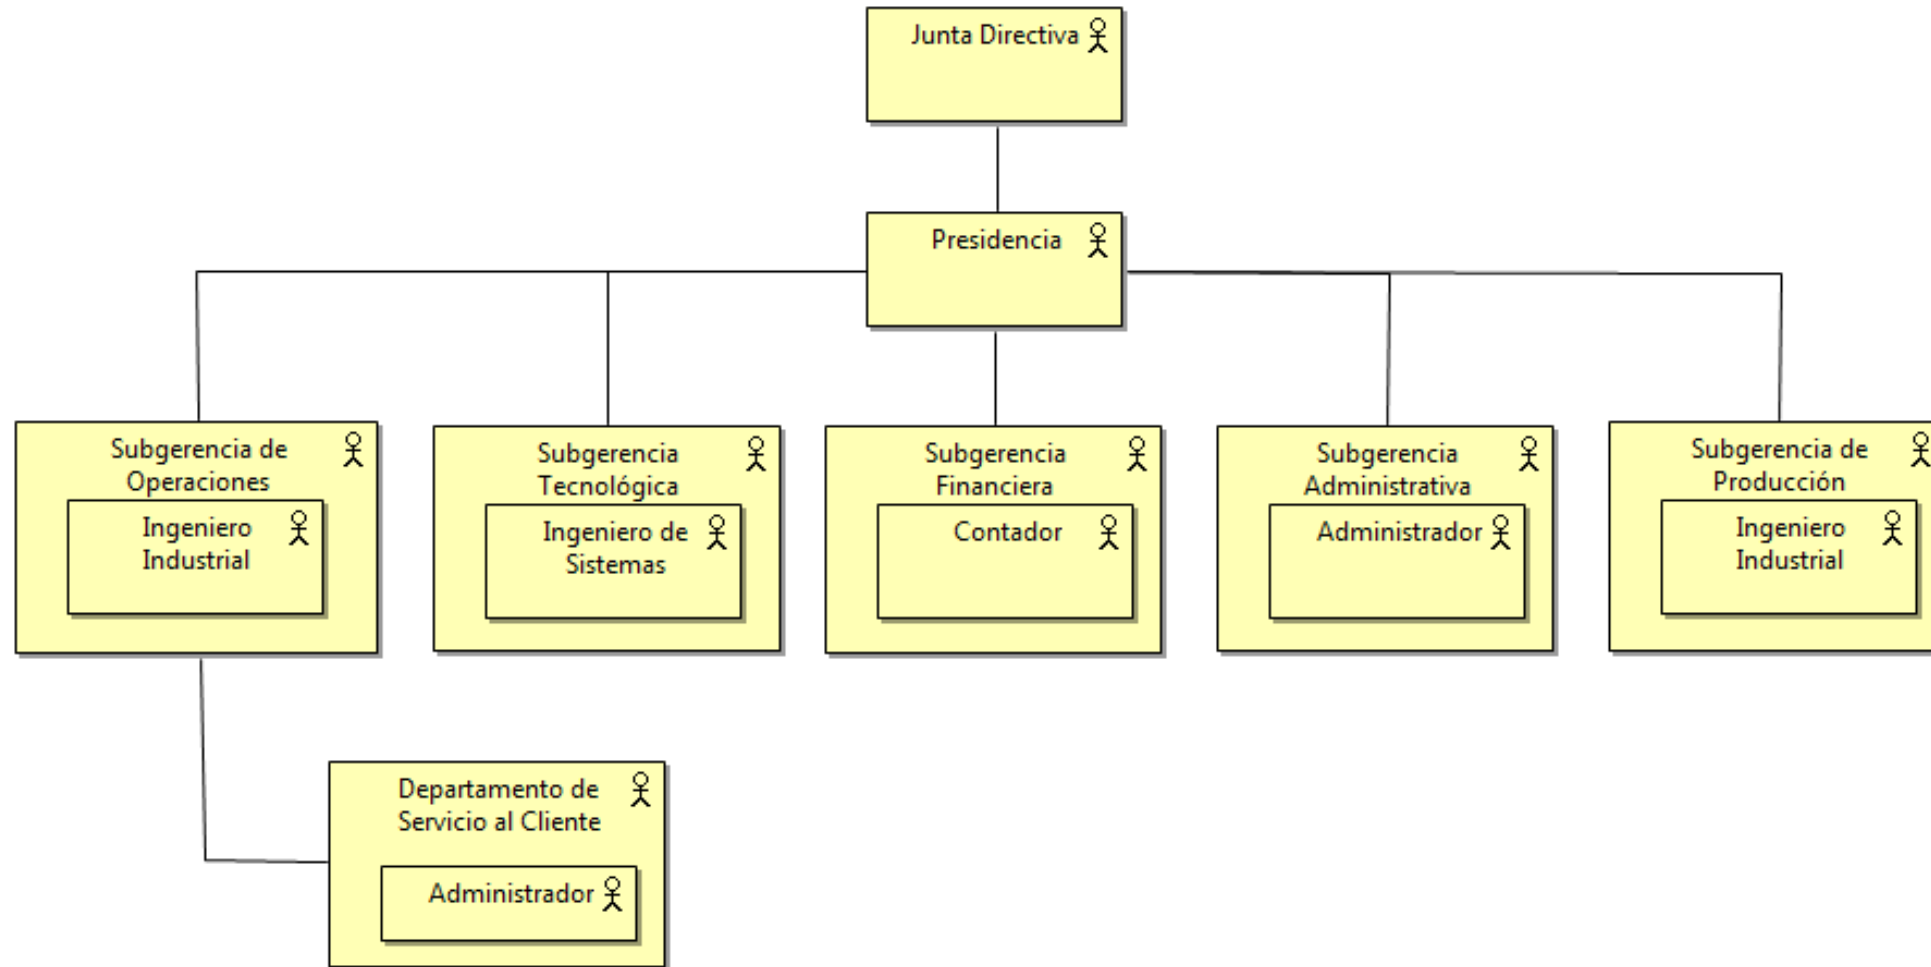 Junta Directiva
Presidencia
Subgerencia de
Operaciones
Ingeniero
Industrial
Subgerencia
Tecnológica
Ingeniero de
Sistemas
Subgerencia
Financiera
Contador
Subgerencia
Administrativa
Administrador
Subgerencia de
Producción
Ingeniero
Industrial
Departamento de
Servicio al Cliente
Administrador